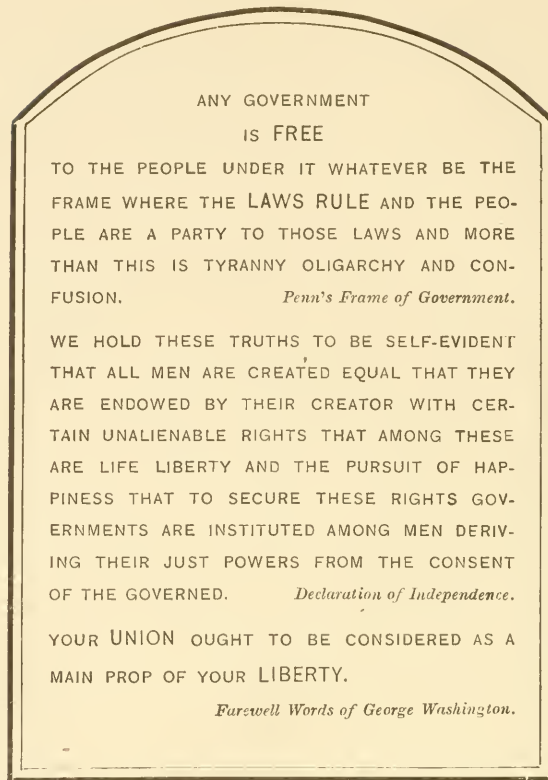 ANY GOVERNMENT
IS FREE
TO THE PEOPLE UNDER IT WHATEVER BE THE
FRAME WHERE THE LAWS RULE AND THE PEO-
PLE ARE A PARTY TO THOSE LAWS AND MORE
THAN THIS IS TYRANNY OLIGARCHY AND CON-
FUSION. Penn's Frame of Government.
WE HOLD THESE TRUTHS TO BE SELF-EVIDENT
THAT ALL MEN ARE CREATED EQUAL THAT THEY
ARE ENDOWED BY THEIR CREATOR WITH CER-
TAIN UNALIENABLE RIGHTS THAT AMONG THESE
ARE LIFE LIBERTY AND THE PURSUIT OF HAP-
PINESS THAT TO SECURE THESE RIGHTS GOV-
ERNMENTS ARE INSTITUTED AMONG MEN DERIV-
ING THEIR JUST POWERS FROM THE CONSENT
OF THE GOVERNED. Declaration of Independence.
YOUR UNION OUGHT TO BE CONSIDERED AS A
MAIN PROP OF YOUR LIBERTY.
Farewell Words of George Washington.